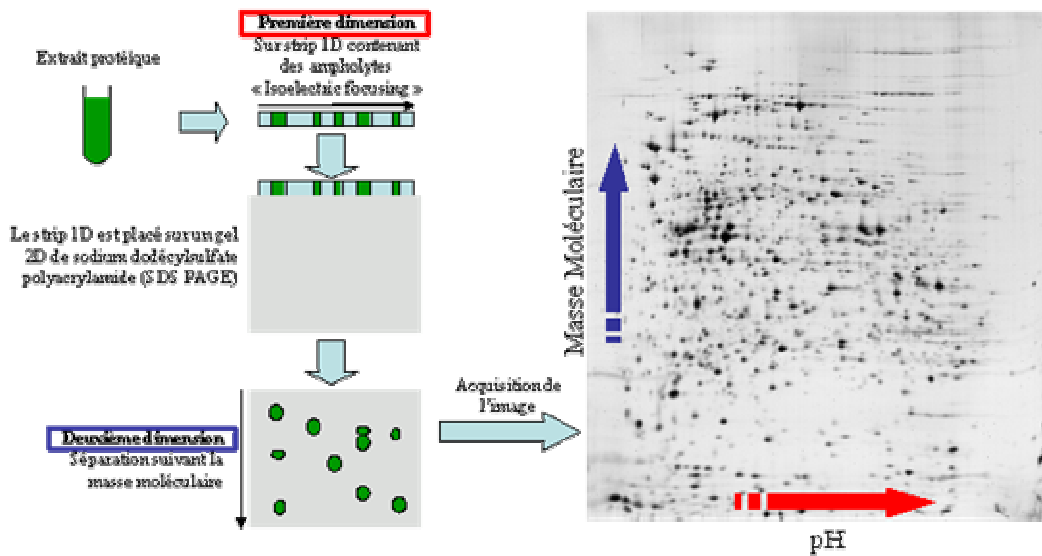 Extrait protéique
Première dimension
Sur strip 1D contenant
des ampholytes
« Isoelectric focusing »
Le strip 1D est placé sur un gel
2D de sodium dodécylsulfate
polyacrylamide (SDS PAGE)
Deuxième dimension
Séparation suivant la
masse moléculaire
Acquisition de
l'image
Masse Moléculaire
pH